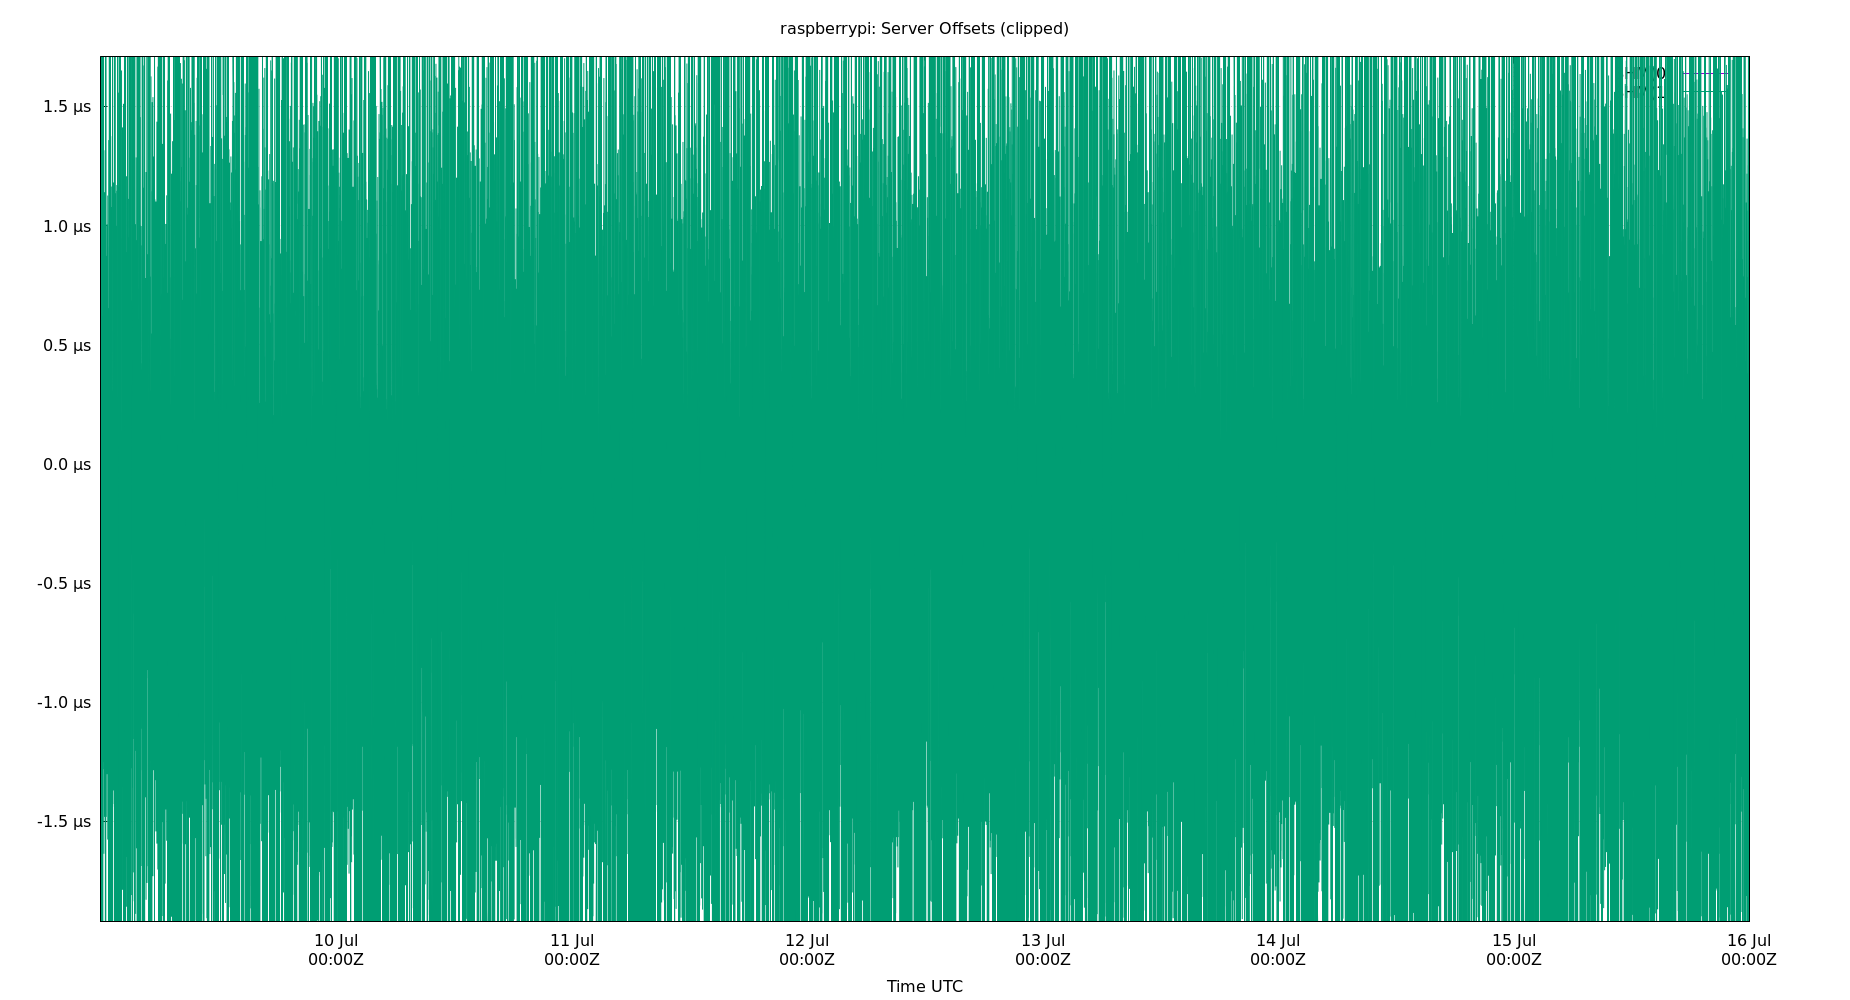 raspberrypi: Server Offsets (clipped)
1.5 µs
1.0 µs
0.5 µs
0.0 µs
-0.5 µs
-1.0 µs
-1.5 µs
10 Jul 11 Jul 12 Jul 13 Jul 14 Jul 15 Jul 16 Jul
00:00Z 00:00Z 00:00Z 00:00Z 00:00Z 00:00Z 00:00Z
Time UTC